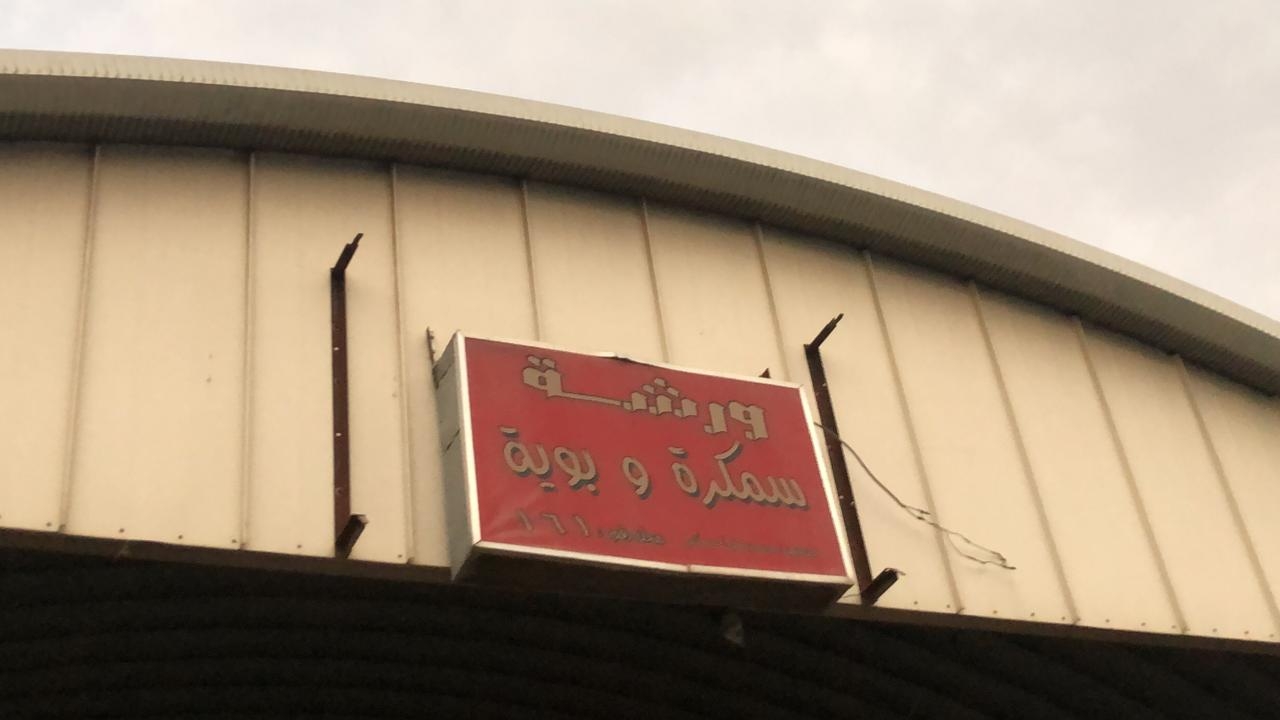 ورشة
سمكرة و بوية
١٦١